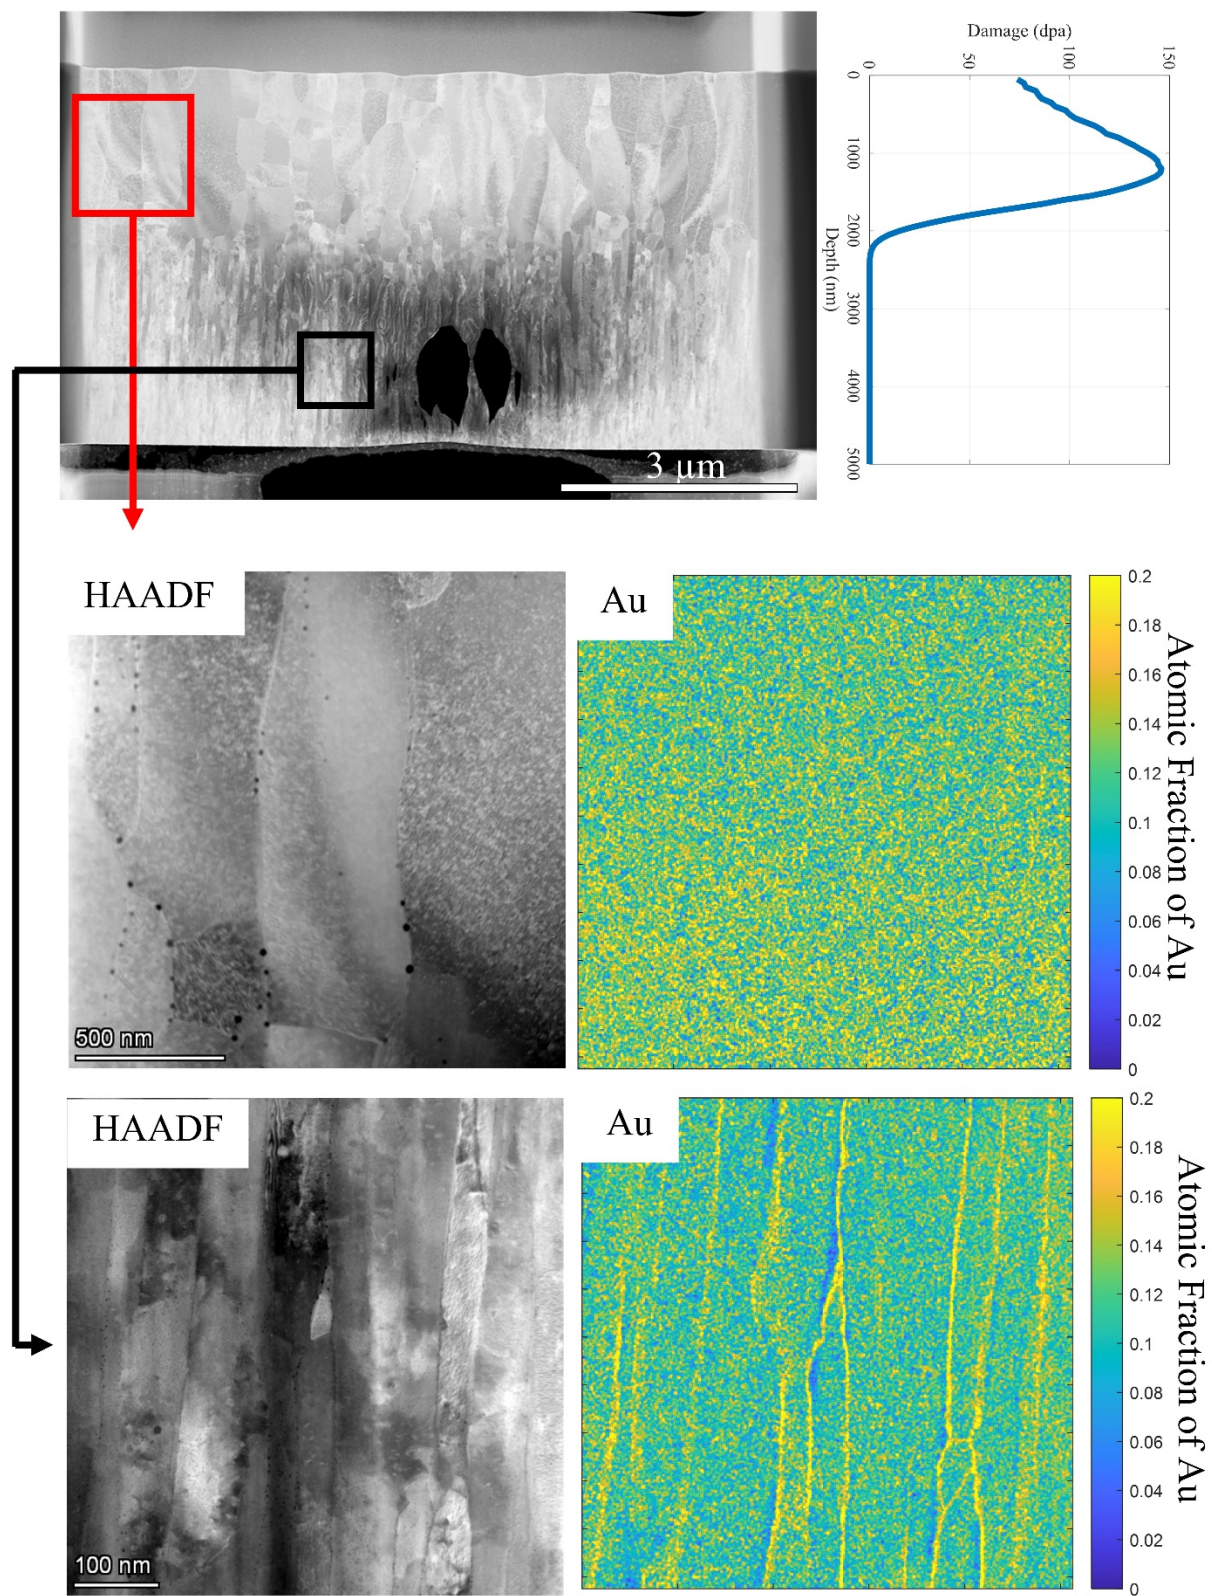 Damage (dpa)
0
50
100
150
0
1000
2000
3000
4000
5000
Depth (nm)
3 µm
HAADF
500 nm
Au
0.2
0.18
0.16
0.14
0.12
0.1
0.08
0.06
0.04
0.02
0
Atomic Fraction of Au
HAADF
100 nm
Au
0.2
0.18
0.16
0.14
0.12
0.1
0.08
0.06
0.04
0.02
0
Atomic Fraction of Au